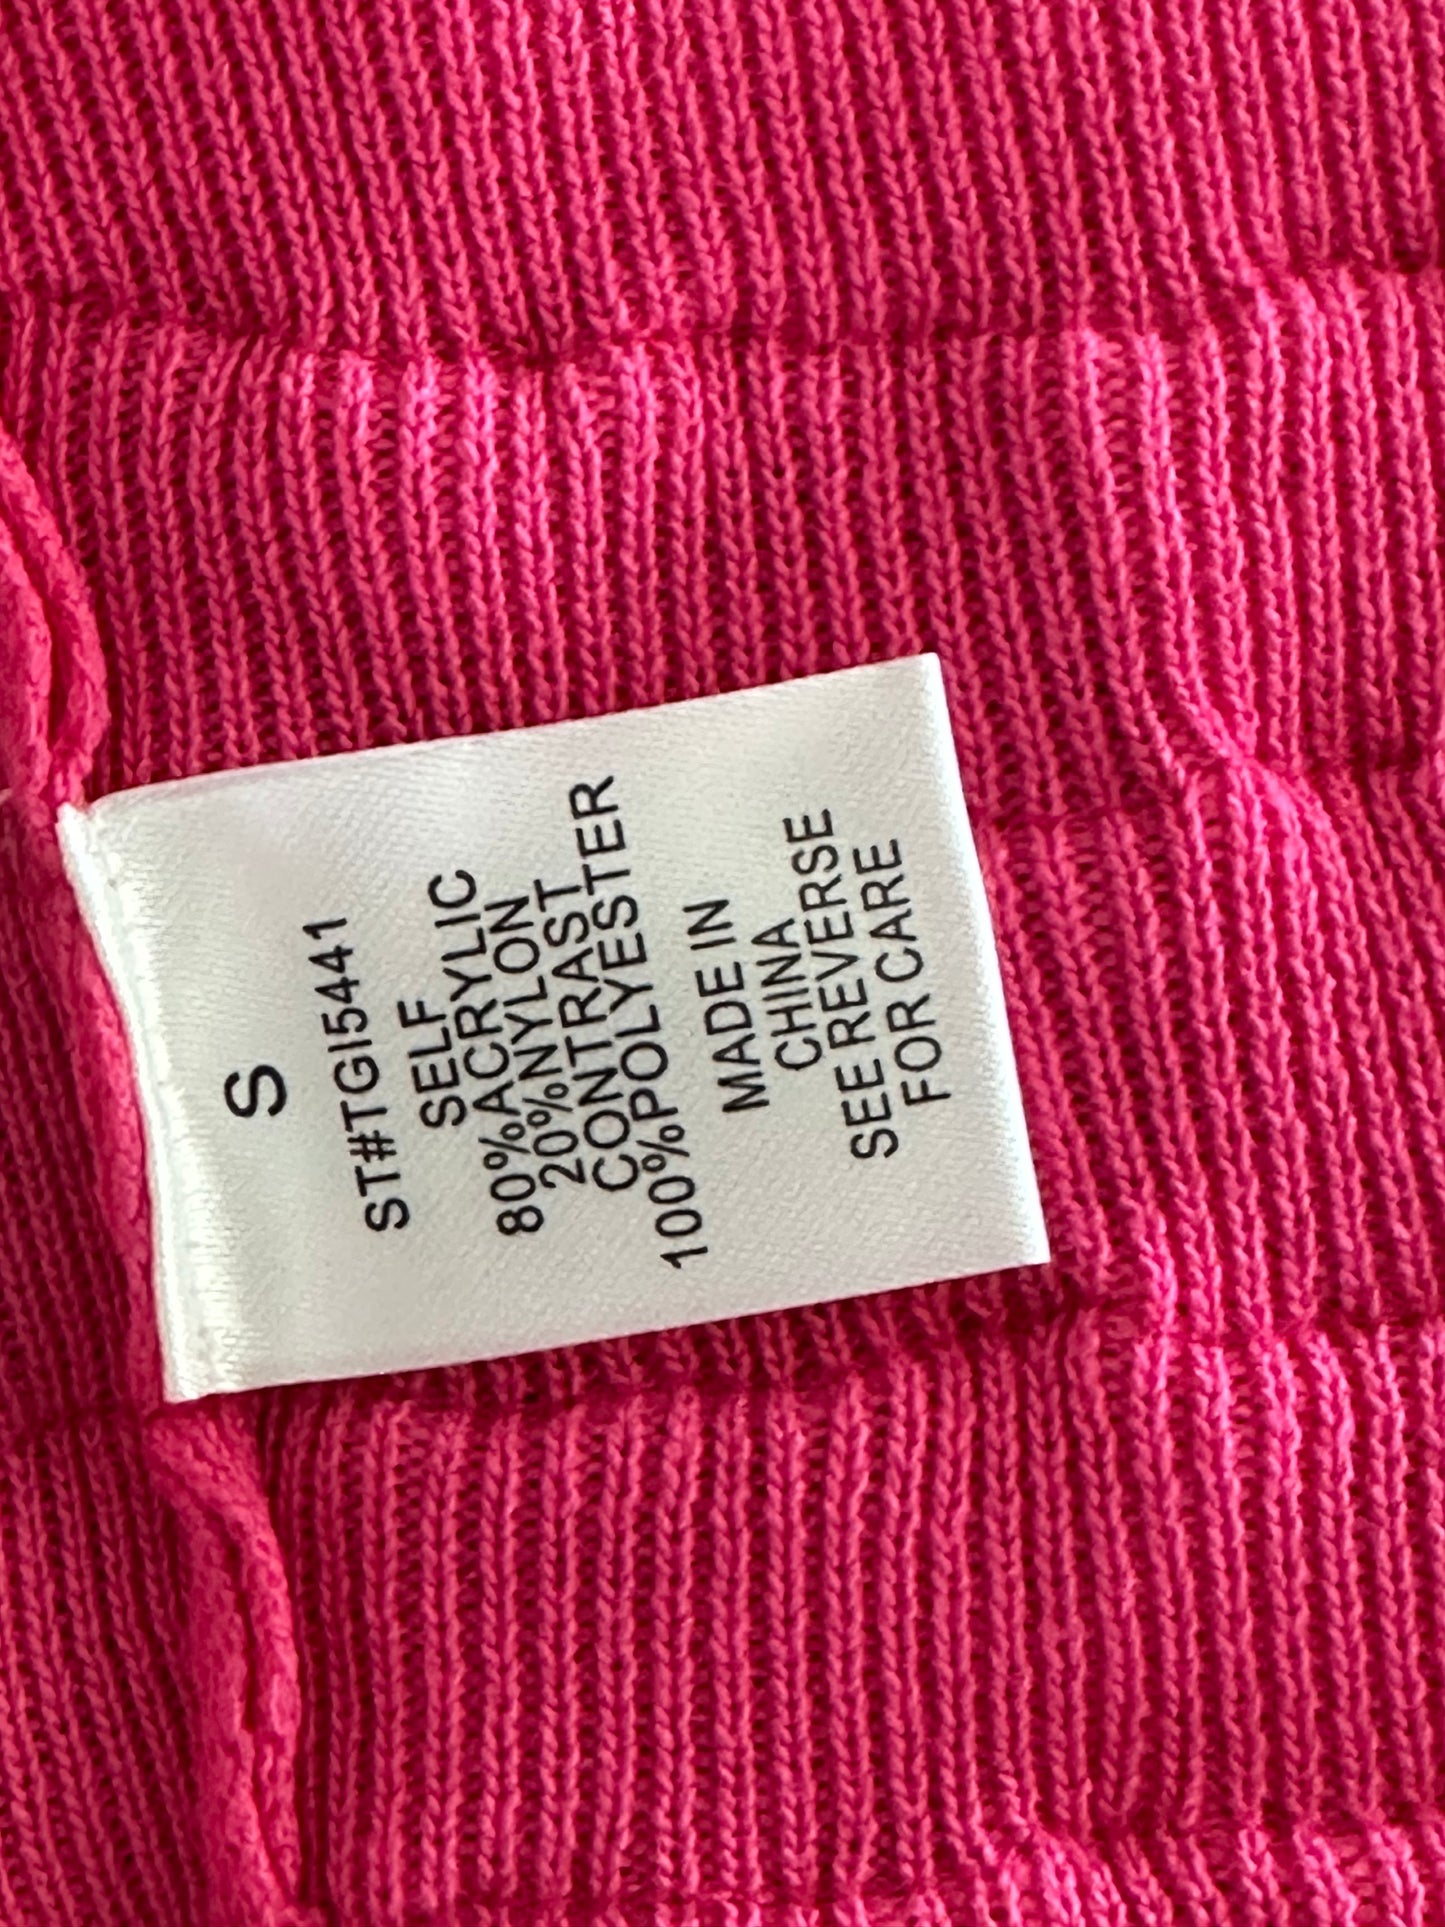 S
ST#TGI5441
SELF
80%ACRYLIC
20%NYLON
CONTRAST
100%POLYESTER
MADE IN
CHINA
SEE REVERSE
FOR CARE